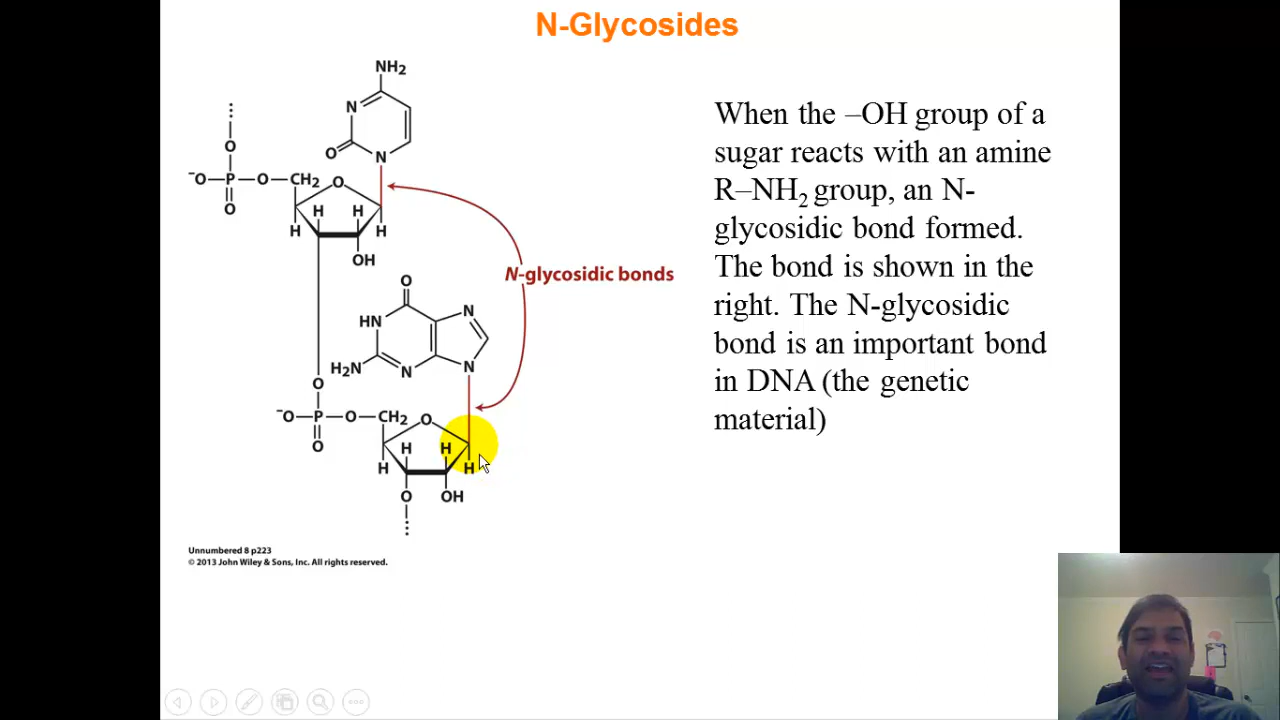 N-Glycosides
When the –OH group of a
sugar reacts with an amine
R–NH₂ group, an N-
glycosidic bond formed.
The bond is shown in the
right. The N-glycosidic
bond is an important bond
in DNA (the genetic
material)
NH₂
N
O
N
O
⁻O–P–O–CH₂ O
O
H H
H H
OH
N-glycosidic bonds
O
HN N
H₂N N N
O
⁻O–P–O–CH₂ O
O
H H
H H
O OH
Unnumbered 8 p223
© 2013 John Wiley & Sons, Inc. All rights reserved.